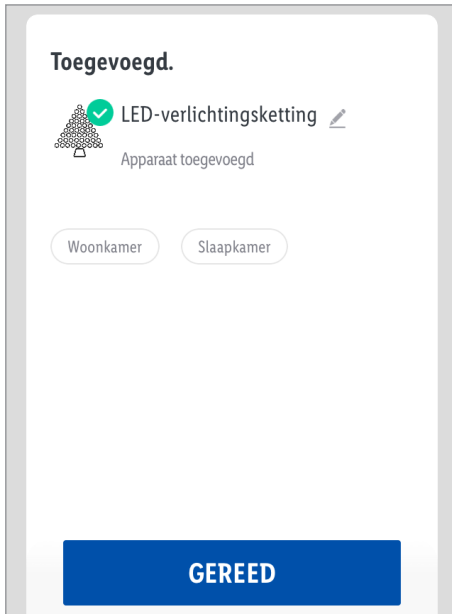 Toegevoegd.
LED-verlichtingsketting
Apparaat toegevoegd
Woonkamer
Slaapkamer
GEREED